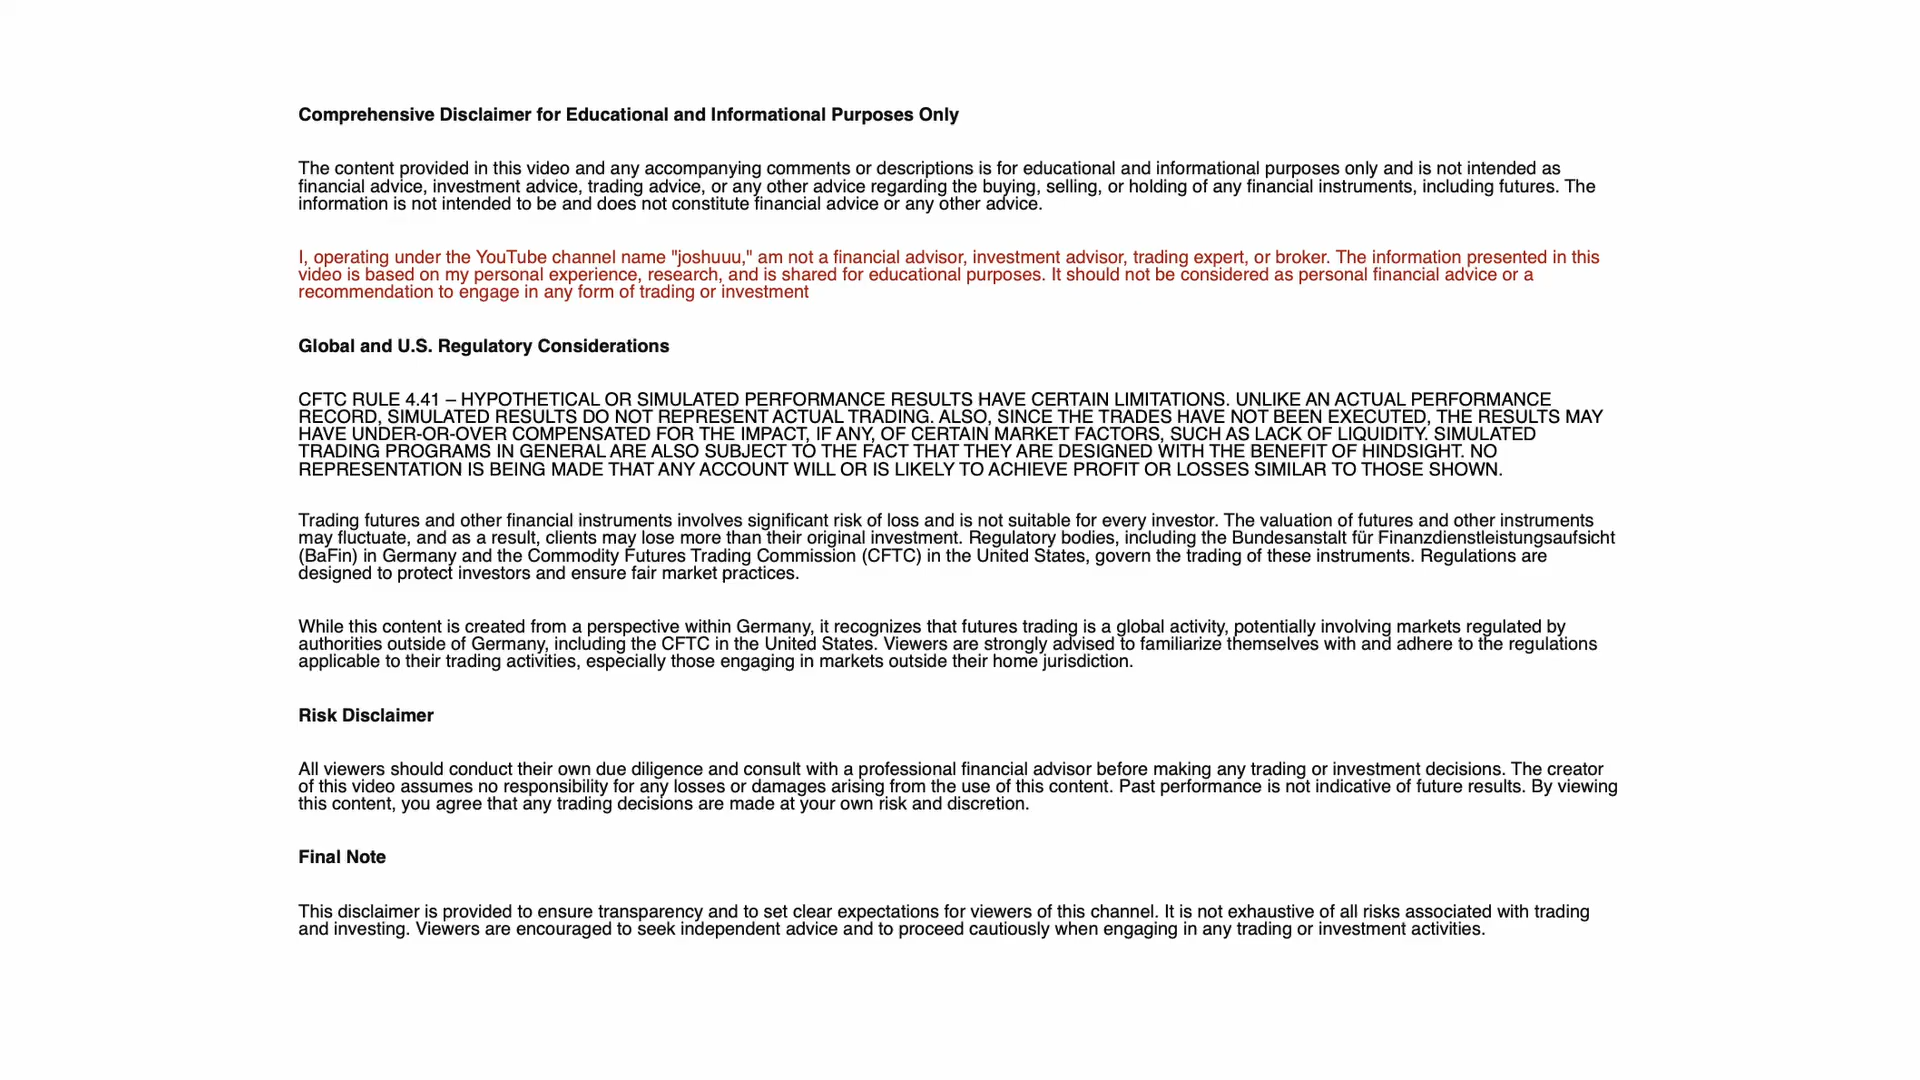 Comprehensive Disclaimer for Educational and Informational Purposes Only
The content provided in this video and any accompanying comments or descriptions is for educational and informational purposes only and is not intended as
financial advice, investment advice, trading advice, or any other advice regarding the buying, selling, or holding of any financial instruments, including futures. The
information is not intended to be and does not constitute financial advice or any other advice.
I, operating under the YouTube channel name "joshuuu," am not a financial advisor, investment advisor, trading expert, or broker. The information presented in this
video is based on my personal experience, research, and is shared for educational purposes. It should not be considered as personal financial advice or a
recommendation to engage in any form of trading or investment
Global and U.S. Regulatory Considerations
CFTC RULE 4.41 – HYPOTHETICAL OR SIMULATED PERFORMANCE RESULTS HAVE CERTAIN LIMITATIONS. UNLIKE AN ACTUAL PERFORMANCE
RECORD, SIMULATED RESULTS DO NOT REPRESENT ACTUAL TRADING. ALSO, SINCE THE TRADES HAVE NOT BEEN EXECUTED, THE RESULTS MAY
HAVE UNDER-OR-OVER COMPENSATED FOR THE IMPACT, IF ANY, OF CERTAIN MARKET FACTORS, SUCH AS LACK OF LIQUIDITY. SIMULATED
TRADING PROGRAMS IN GENERAL ARE ALSO SUBJECT TO THE FACT THAT THEY ARE DESIGNED WITH THE BENEFIT OF HINDSIGHT. NO
REPRESENTATION IS BEING MADE THAT ANY ACCOUNT WILL OR IS LIKELY TO ACHIEVE PROFIT OR LOSSES SIMILAR TO THOSE SHOWN.
Trading futures and other financial instruments involves significant risk of loss and is not suitable for every investor. The valuation of futures and other instruments
may fluctuate, and as a result, clients may lose more than their original investment. Regulatory bodies, including the Bundesanstalt für Finanzdienstleistungsaufsicht
(BaFin) in Germany and the Commodity Futures Trading Commission (CFTC) in the United States, govern the trading of these instruments. Regulations are
designed to protect investors and ensure fair market practices.
While this content is created from a perspective within Germany, it recognizes that futures trading is a global activity, potentially involving markets regulated by
authorities outside of Germany, including the CFTC in the United States. Viewers are strongly advised to familiarize themselves with and adhere to the regulations
applicable to their trading activities, especially those engaging in markets outside their home jurisdiction.
Risk Disclaimer
All viewers should conduct their own due diligence and consult with a professional financial advisor before making any trading or investment decisions. The creator
of this video assumes no responsibility for any losses or damages arising from the use of this content. Past performance is not indicative of future results. By viewing
this content, you agree that any trading decisions are made at your own risk and discretion.
Final Note
This disclaimer is provided to ensure transparency and to set clear expectations for viewers of this channel. It is not exhaustive of all risks associated with trading
and investing. Viewers are encouraged to seek independent advice and to proceed cautiously when engaging in any trading or investment activities.